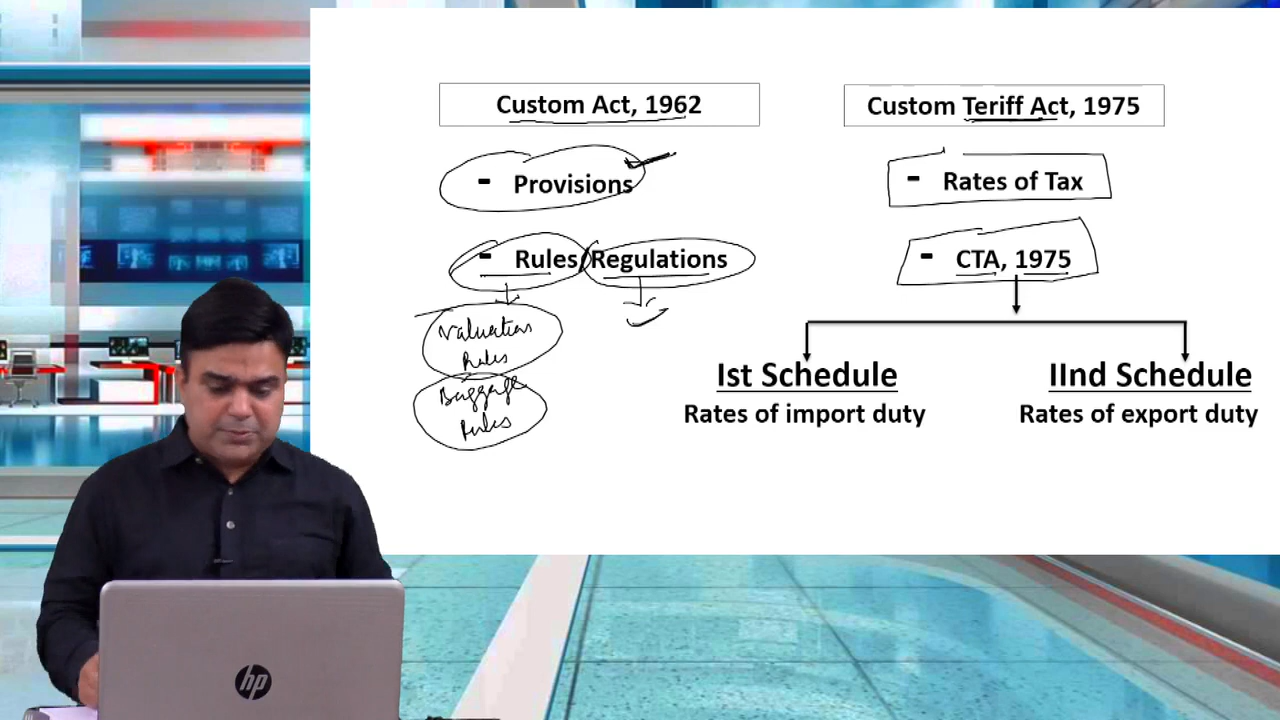 Custom Act, 1962
- Provisions
- Rules/Regulations
Valuation
Rules
Baggage
Rules
Custom Teriff Act, 1975
- Rates of Tax
- CTA, 1975
Ist Schedule
Rates of import duty
IInd Schedule
Rates of export duty
hp